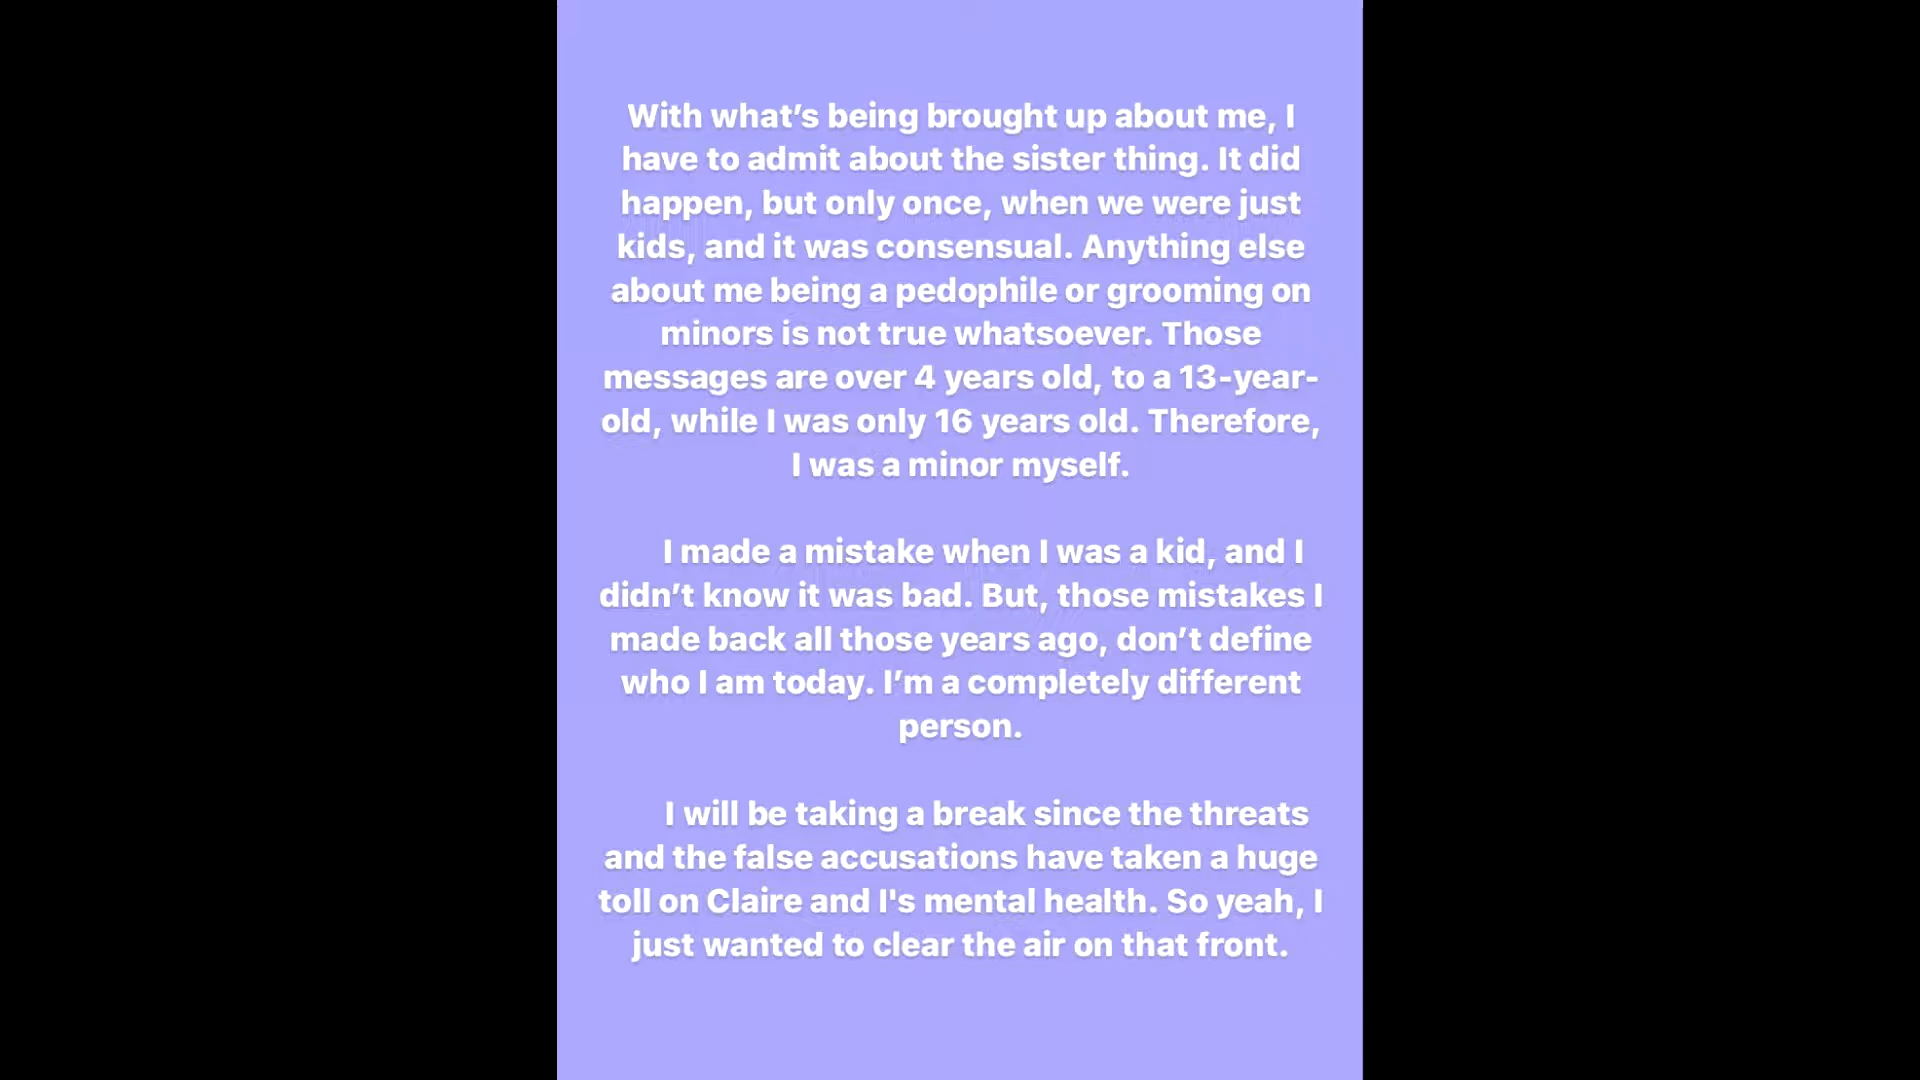 With what’s being brought up about me, I
have to admit about the sister thing. It did
happen, but only once, when we were just
kids, and it was consensual. Anything else
about me being a pedophile or grooming on
minors is not true whatsoever. Those
messages are over 4 years old, to a 13-year-
old, while I was only 16 years old. Therefore,
I was a minor myself.
I made a mistake when I was a kid, and I
didn’t know it was bad. But, those mistakes I
made back all those years ago, don’t define
who I am today. I’m a completely different
person.
I will be taking a break since the threats
and the false accusations have taken a huge
toll on Claire and I's mental health. So yeah, I
just wanted to clear the air on that front.